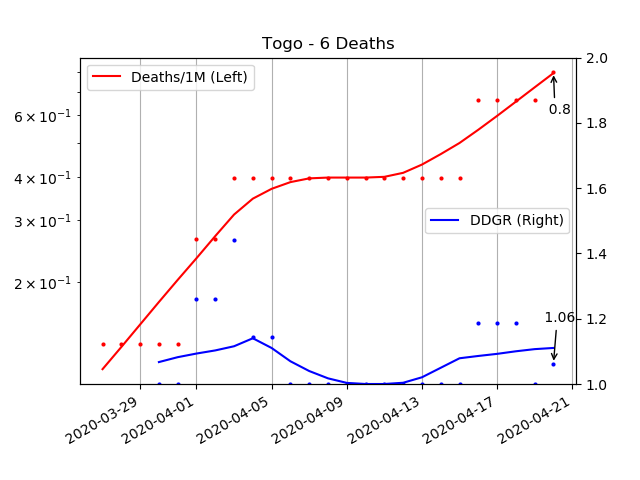 Togo - 6 Deaths
Deaths/1M (Left)
DDGR (Right)
0.8
1.06
6 × 10⁻¹
4 × 10⁻¹
3 × 10⁻¹
2 × 10⁻¹
2.0
1.8
1.6
1.4
1.2
1.0
2020-03-29
2020-04-01
2020-04-05
2020-04-09
2020-04-13
2020-04-17
2020-04-21